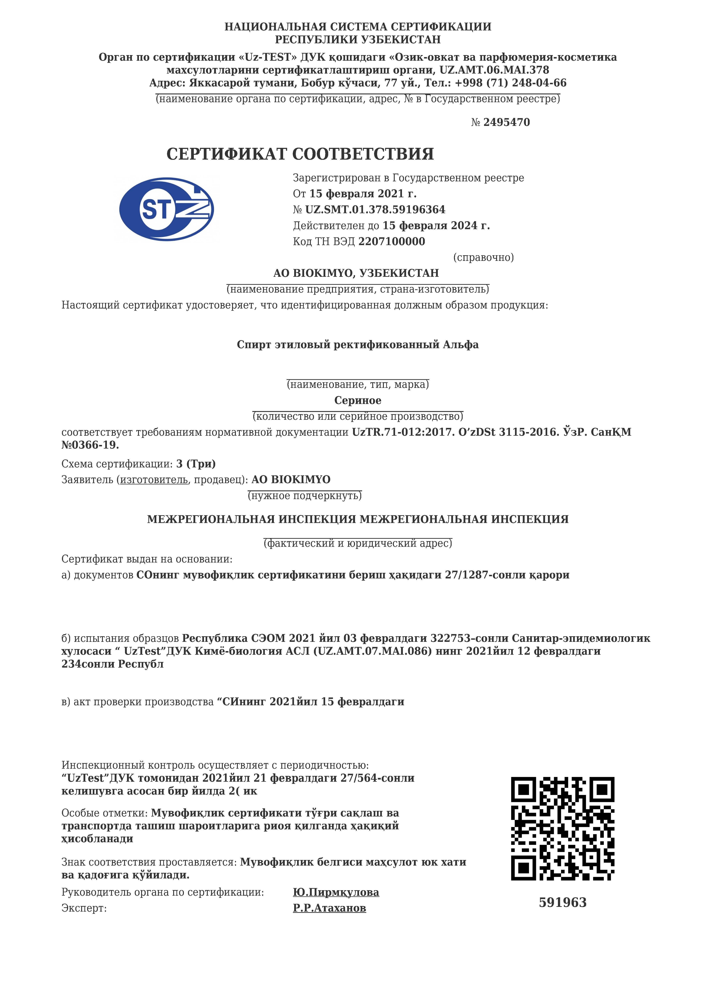 НАЦИОНАЛЬНАЯ СИСТЕМА СЕРТИФИКАЦИИ
РЕСПУБЛИКИ УЗБЕКИСТАН
Орган по сертификации «Uz-TEST» ДУК қошидаги «Озик-овкат ва парфюмерия-косметика
махсулотларини сертификатлаштириш органи, UZ.AMT.06.MAI.378
Адрес: Яккасарой тумани, Бобур кўчаси, 77 уй., Тел.: +998 (71) 248-04-66
(наименование органа по сертификации, адрес, № в Государственном реестре)
№ 2495470
СЕРТИФИКАТ СООТВЕТСТВИЯ
ST
Зарегистрирован в Государственном реестре
От 15 февраля 2021 г.
№ UZ.SMT.01.378.59196364
Действителен до 15 февраля 2024 г.
Код ТН ВЭД 2207100000
(справочно)
АО BIOKIMYO, УЗБЕКИСТАН
(наименование предприятия, страна-изготовитель)
Настоящий сертификат удостоверяет, что идентифицированная должным образом продукция:
Спирт этиловый ректификованный Альфа
(наименование, тип, марка)
Сериное
(количество или серийное производство)
соответствует требованиям нормативной документации UzTR.71-012:2017. O’zDSt 3115-2016. ЎзР. СанҚМ
№0366-19.
Схема сертификации: 3 (Три)
Заявитель (изготовитель, продавец): АО BIOKIMYO
(нужное подчеркнуть)
МЕЖРЕГИОНАЛЬНАЯ ИНСПЕКЦИЯ МЕЖРЕГИОНАЛЬНАЯ ИНСПЕКЦИЯ
(фактический и юридический адрес)
Сертификат выдан на основании:
а) документов СОнинг мувофиқлик сертификатини бериш ҳақидаги 27/1287-сонли қарори
б) испытания образцов Республика СЭОМ 2021 йил 03 февралдаги 322753–сонли Санитар-эпидемиологик
хулосаси “ UzTest”ДУК Кимё-биология АСЛ (UZ.AMT.07.MAI.086) нинг 2021йил 12 февралдаги
234сонли Республ
в) акт проверки производства “СИнинг 2021йил 15 февралдаги
Инспекционный контроль осуществляет с периодичностью:
“UzTest”ДУК томонидан 2021йил 21 февралдаги 27/564-сонли
келишувга асосан бир йилда 2( ик
Особые отметки: Мувофиқлик сертификати тўғри сақлаш ва
транспортда ташиш шароитларига риоя қилганда ҳақиқий
ҳисобланади
Знак соответствия проставляется: Мувофиқлик белгиси маҳсулот юк хати
ва қадоғига қўйилади.
Руководитель органа по сертификации: Ю.Пирмқулова
Эксперт: Р.Р.Атаханов
591963